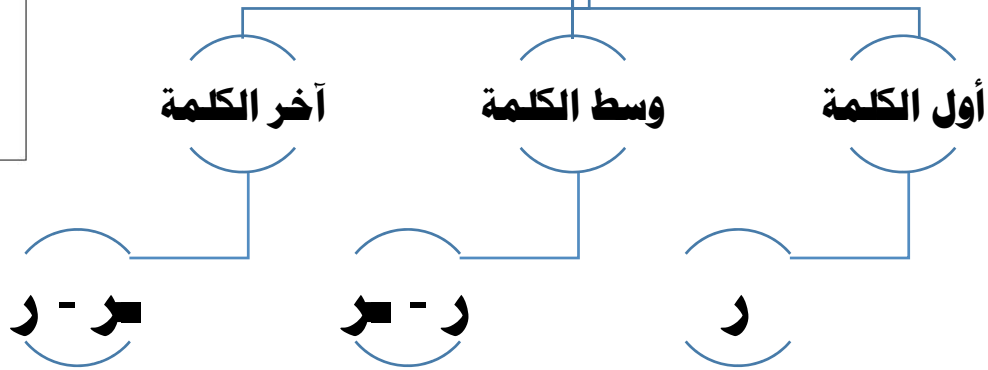 أول الكلمة
وسط الكلمة
آخر الكلمة
ر
ر - ـر
ـر - ر